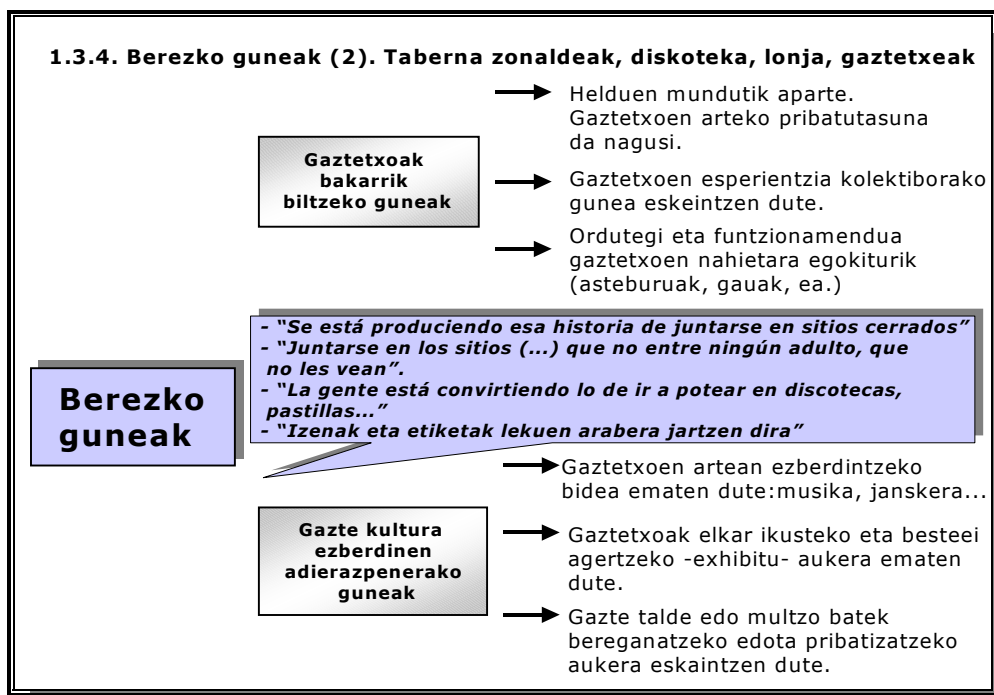 1.3.4. Berezko guneak (2). Taberna zonaldeak, diskoteka, lonja, gaztetxeak
Gaztetxoak
bakarrik
biltzeko guneak
Helduen mundutik aparte.
Gaztetxoen arteko pribatutasuna
da nagusi.
Gaztetxoen esperientzia kolektiborako
gunea eskeintzen dute.
Ordutegi eta funtzionamendua
gaztetxoen nahietara egokiturik
(asteburuak, gauak, ea.)
Berezko
guneak
- “Se está produciendo esa historia de juntarse en sitios cerrados”
- “Juntarse en los sitios (...) que no entre ningún adulto, que
no les vean”.
- “La gente está convirtiendo lo de ir a potear en discotecas,
pastillas...”
- “Izenak eta etiketak lekuen arabera jartzen dira”
Gazte kultura
ezberdinen
adierazpenerako
guneak
Gaztetxoen artean ezberdintzeko
bidea ematen dute:musika, janskera...
Gaztetxoak elkar ikusteko eta besteei
agertzeko -exhibitu- aukera ematen
dute.
Gazte talde edo multzo batek
bereganatzeko edota pribatizatzeko
aukera eskaintzen dute.